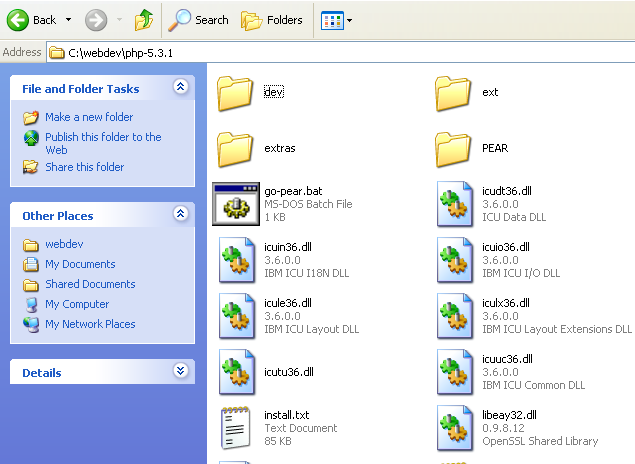 Back
Search
Folders
Address
C:\webdev\php-5.3.1
File and Folder Tasks
Make a new folder
Publish this folder to the
Web
Share this folder
Other Places
webdev
My Documents
Shared Documents
My Computer
My Network Places
Details
dev
ext
extras
PEAR
go-pear.bat
MS-DOS Batch File
1 KB
icudt36.dll
3.6.0.0
ICU Data DLL
icuin36.dll
3.6.0.0
IBM ICU I18N DLL
icuio36.dll
3.6.0.0
IBM ICU I/O DLL
icule36.dll
3.6.0.0
IBM ICU Layout DLL
iculx36.dll
3.6.0.0
IBM ICU Layout Extensions DLL
icutu36.dll
icuuc36.dll
3.6.0.0
IBM ICU Common DLL
install.txt
Text Document
85 KB
libeay32.dll
0.9.8.12
OpenSSL Shared Library